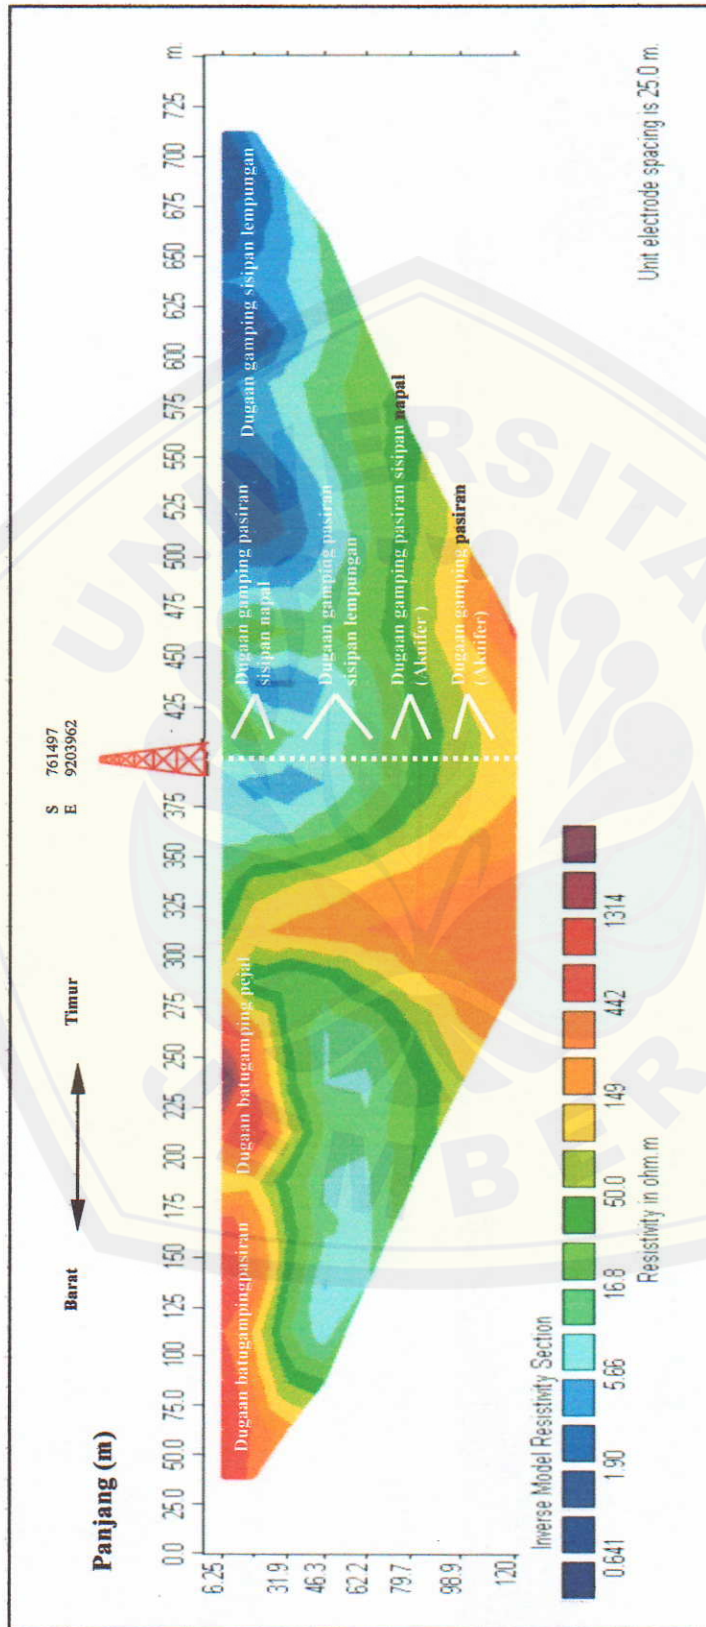 Panjang (m)
Barat Timur
S 761497
E 9203962
0.0 25.0 50.0 75.0 100 125 150 175 200 225 250 275 300 325 350 375 425 450 475 500 525 550 575 600 625 650 675 700 725 m.
6.25
31.9
46.3
62.2
79.7
98.9
120.
Dugaan batugampingpasiran
Dugaan batugamping pejal
Dugaan gamping pasiran
sisipan napal
Dugaan gamping sisipan lempungan
Dugaan gamping pasiran
sisipan lempungan
Dugaan gamping pasiran sisipan napal
(Akuifer )
Dugaan gamping pasiran
(Akuifer)
Inverse Model Resistivity Section
0.641 1.90 5.66 16.8 50.0 149 442 1314
Resistivity in ohm.m
Unit electrode spacing is 25.0 m.
UNIVERSITAS
JEMBER